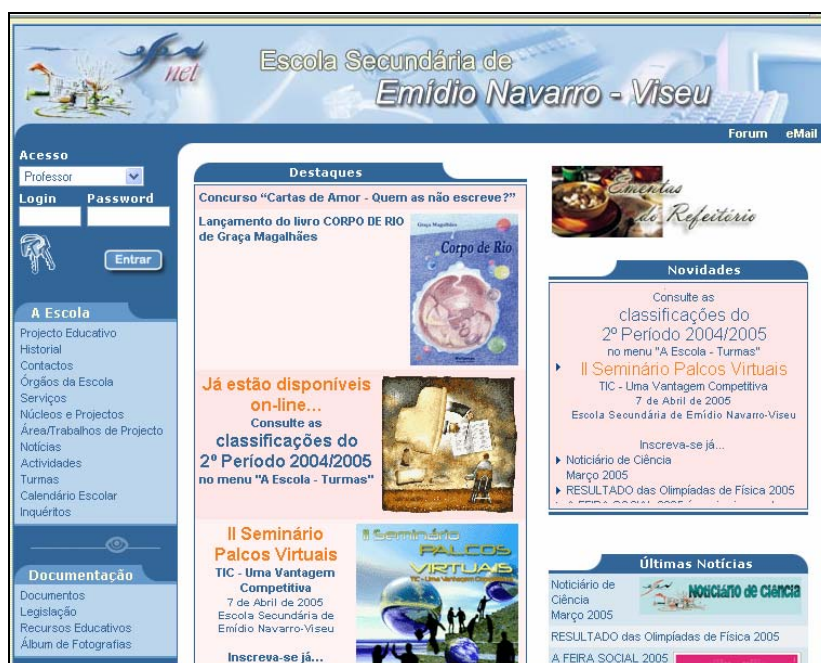 net
Escola Secundária de
Emídio Navarro - Viseu
Forum eMail
Acesso
Professor
Login Password
Entrar
A Escola
Projecto Educativo
Historial
Contactos
Órgãos da Escola
Serviços
Núcleos e Projectos
Área/Trabalhos de Projecto
Notícias
Actividades
Turmas
Calendário Escolar
Inquéritos
Documentação
Documentos
Legislação
Recursos Educativos
Álbum de Fotografias
Destaques
Concurso "Cartas de Amor - Quem as não escreve?"
Lançamento do livro CORPO DE RIO
de Graça Magalhães
Graça Magalhães
Corpo de Rio
Já estão disponíveis
on-line...
Consulte as
classificações do
2º Período 2004/2005
no menu "A Escola - Turmas"
II Seminário
Palcos Virtuais
TIC - Uma Vantagem
Competitiva
7 de Abril de 2005
Escola Secundária de
Emídio Navarro-Viseu
Inscreva-se já...
II Seminário
PALCOS
VIRTUAIS
TIC - Uma Vantagem Competitiva
Ementas
do Refeitório
Novidades
Consulte as
classificações do
2º Período 2004/2005
no menu "A Escola - Turmas"
II Seminário Palcos Virtuais
TIC - Uma Vantagem Competitiva
7 de Abril de 2005
Escola Secundária de Emídio Navarro-Viseu
Inscreva-se já...
Noticiário de Ciência
Março 2005
RESULTADO das Olimpíadas de Física 2005
Últimas Notícias
Noticiário de
Ciência
Março 2005
Noticiário de Ciência
RESULTADO das Olimpíadas de Física 2005
A FEIRA SOCIAL 2005